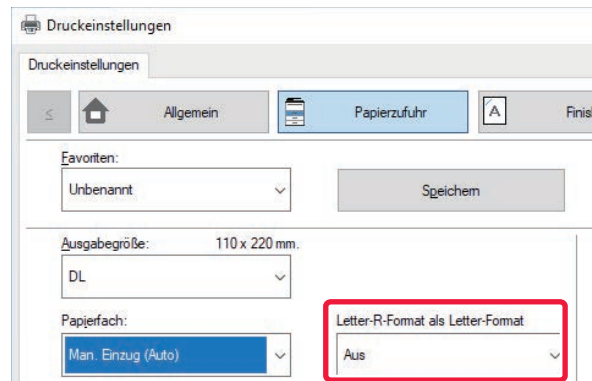 Druckeinstellungen
Druckeinstellungen
< Allgemein Papierzufuhr A
Favoriten:
Unbenannt Speichern
Ausgabegröße: 110 x 220 mm.
DL
Papierfach: Letter-R-Format als Letter-Format
Man. Einzug (Auto) Aus